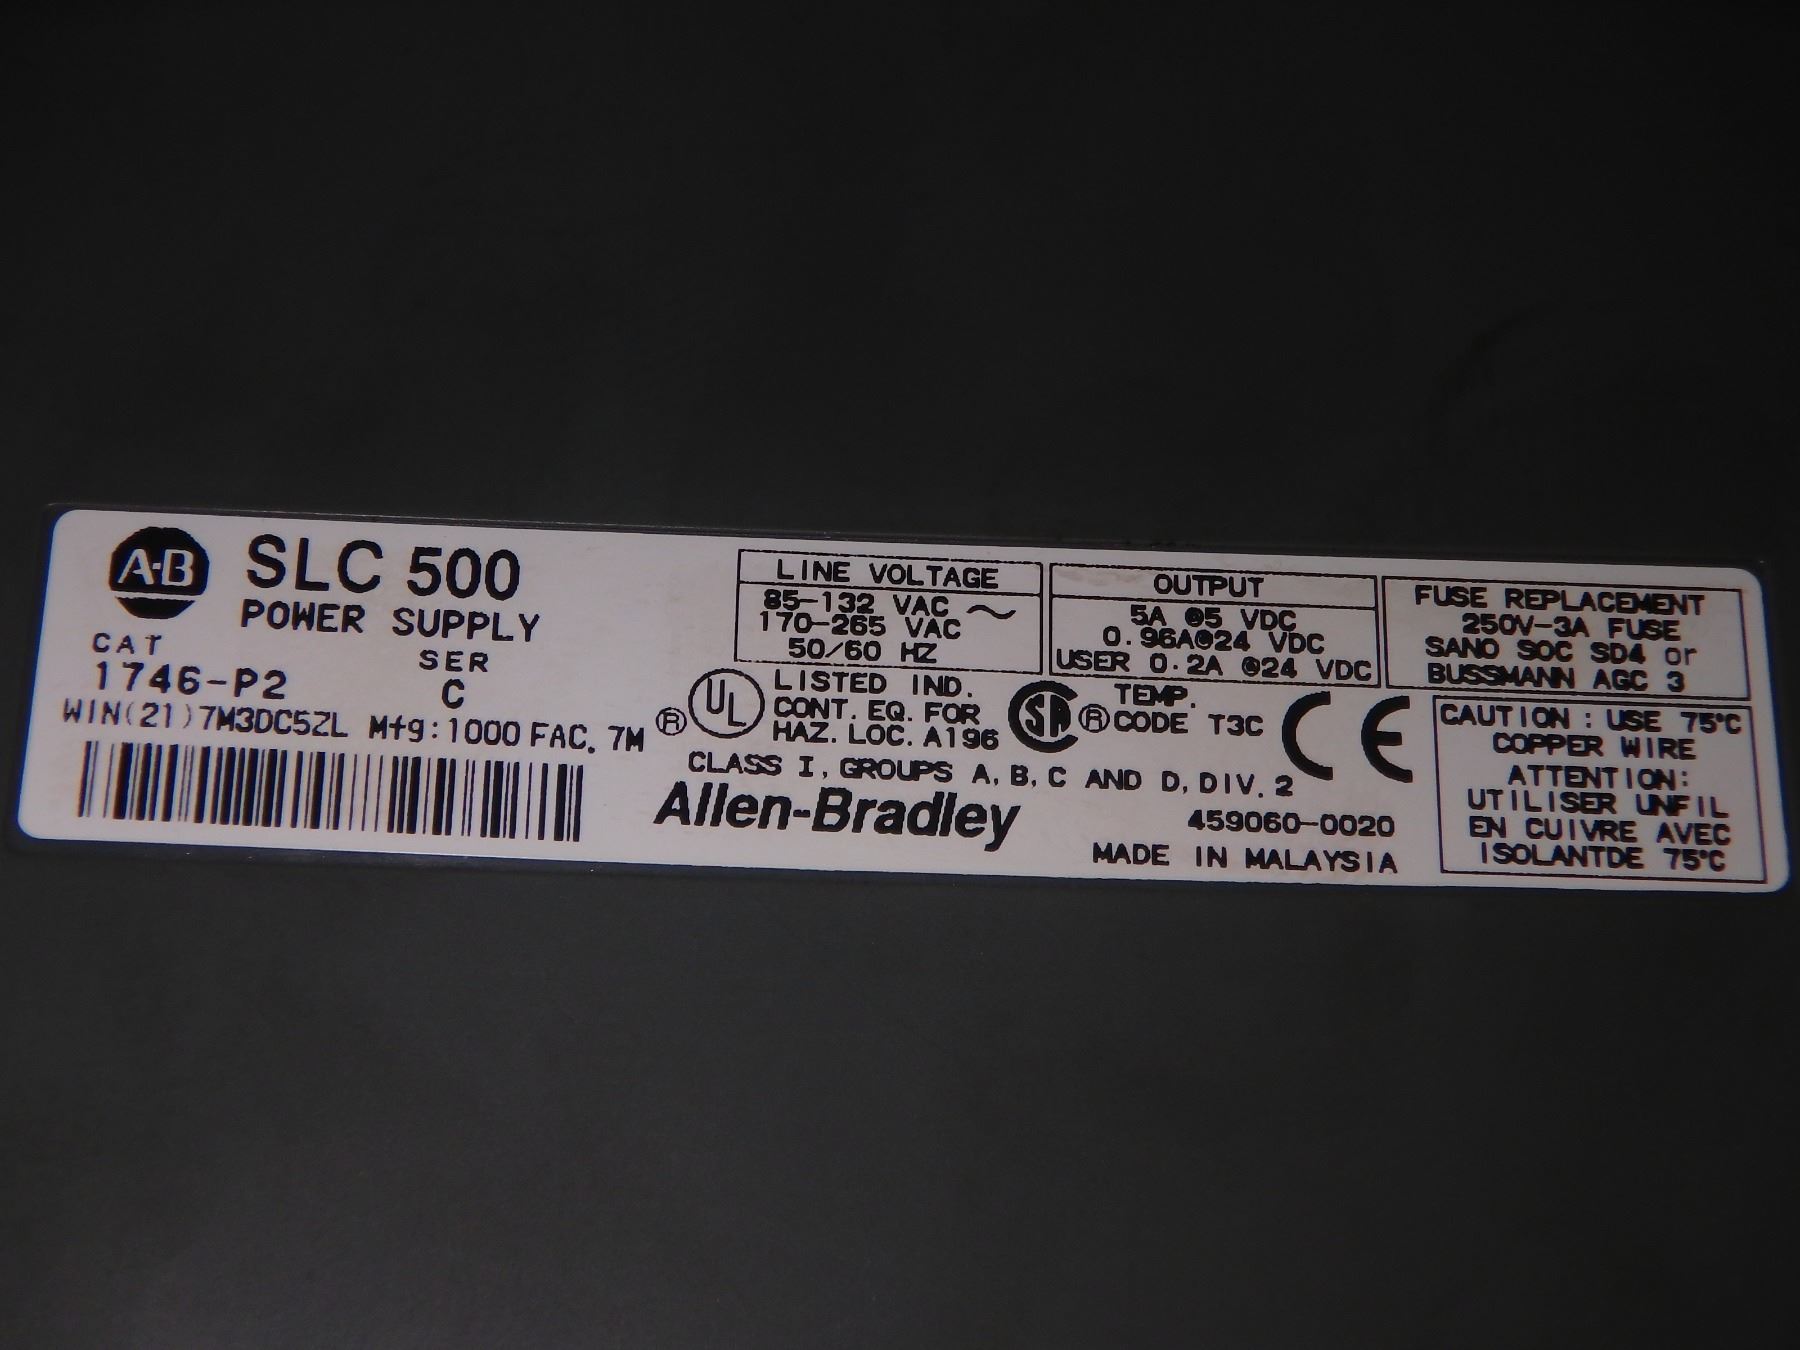 A-B
SLC 500
POWER SUPPLY
CAT
SER
1746-P2
C
WIN(21)7M3DC5ZL Mfg:1000 FAC. 7M
LINE VOLTAGE
85-132 VAC ~
170-265 VAC
50/60 HZ
OUTPUT
5A @5 VDC
0.96A@24 VDC
USER 0.2A @24 VDC
FUSE REPLACEMENT
250V-3A FUSE
SANO SOC SD4 or
BUSSMANN AGC 3
® UL LISTED IND.
CONT. EQ. FOR
HAZ. LOC. A196
SA ® TEMP.
CODE T3C
CE
CLASS I, GROUPS A, B, C AND D, DIV. 2
Allen-Bradley
459060-0020
MADE IN MALAYSIA
CAUTION : USE 75°C
COPPER WIRE
ATTENTION:
UTILISER UNFIL
EN CUIVRE AVEC
ISOLANTDE 75°C